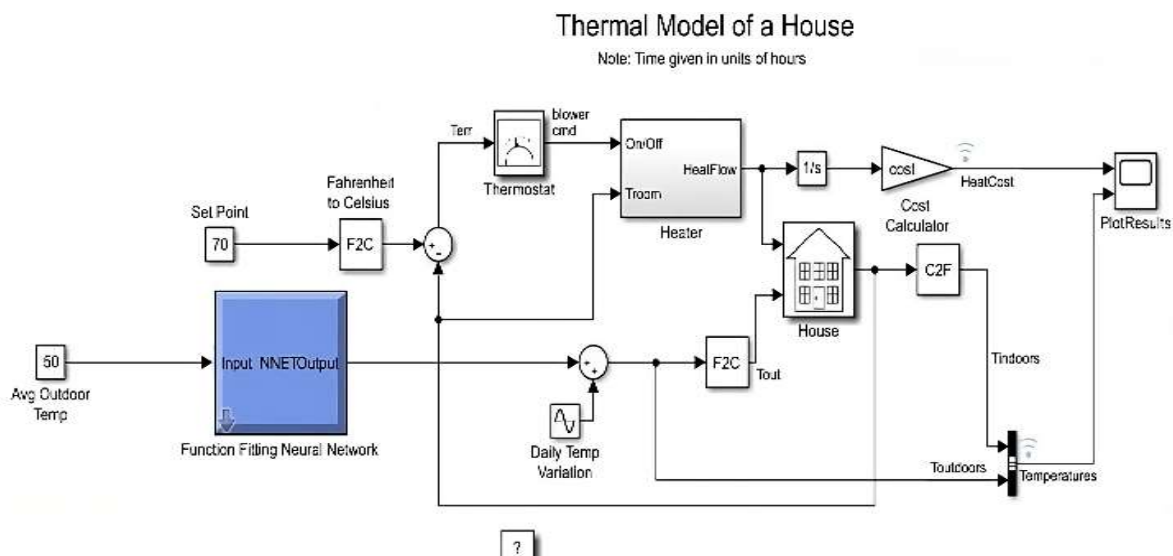 Thermal Model of a House
Note: Time given in units of hours
blower
cmd
Terr
On/Off
HeatFlow
Troom
Heater
Thermostat
1/s
cost
HeatCost
Cost
Calculator
PlotResults
Fahrenheit
to Celsius
Set Point
70
F2C
+
-
House
C2F
Tindoors
50
Avg Outdoor
Temp
Input NNETOutput
Function Fitting Neural Network
+
+
F2C
Tout
Daily Temp
Variation
Toutdoors
Temperatures
?